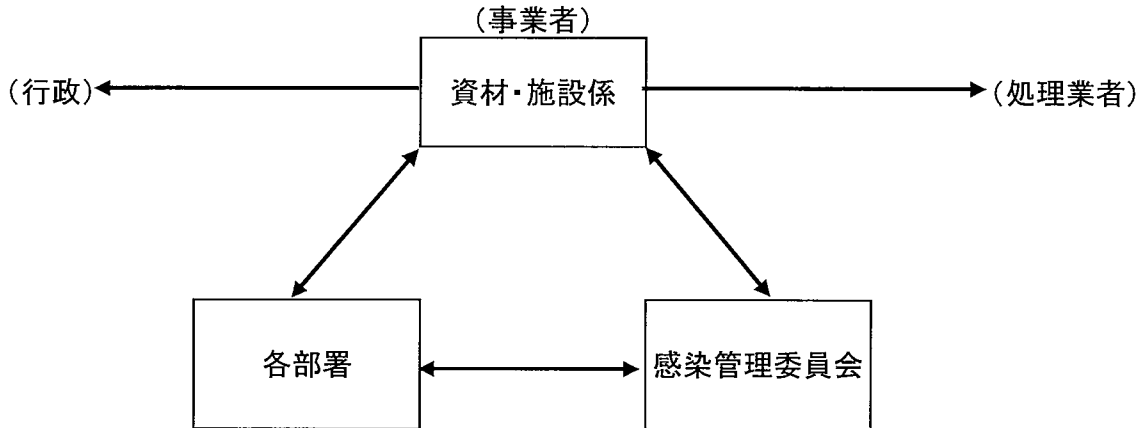 (事業者)
(行政)
資材・施設係
(処理業者)
各部署
感染管理委員会